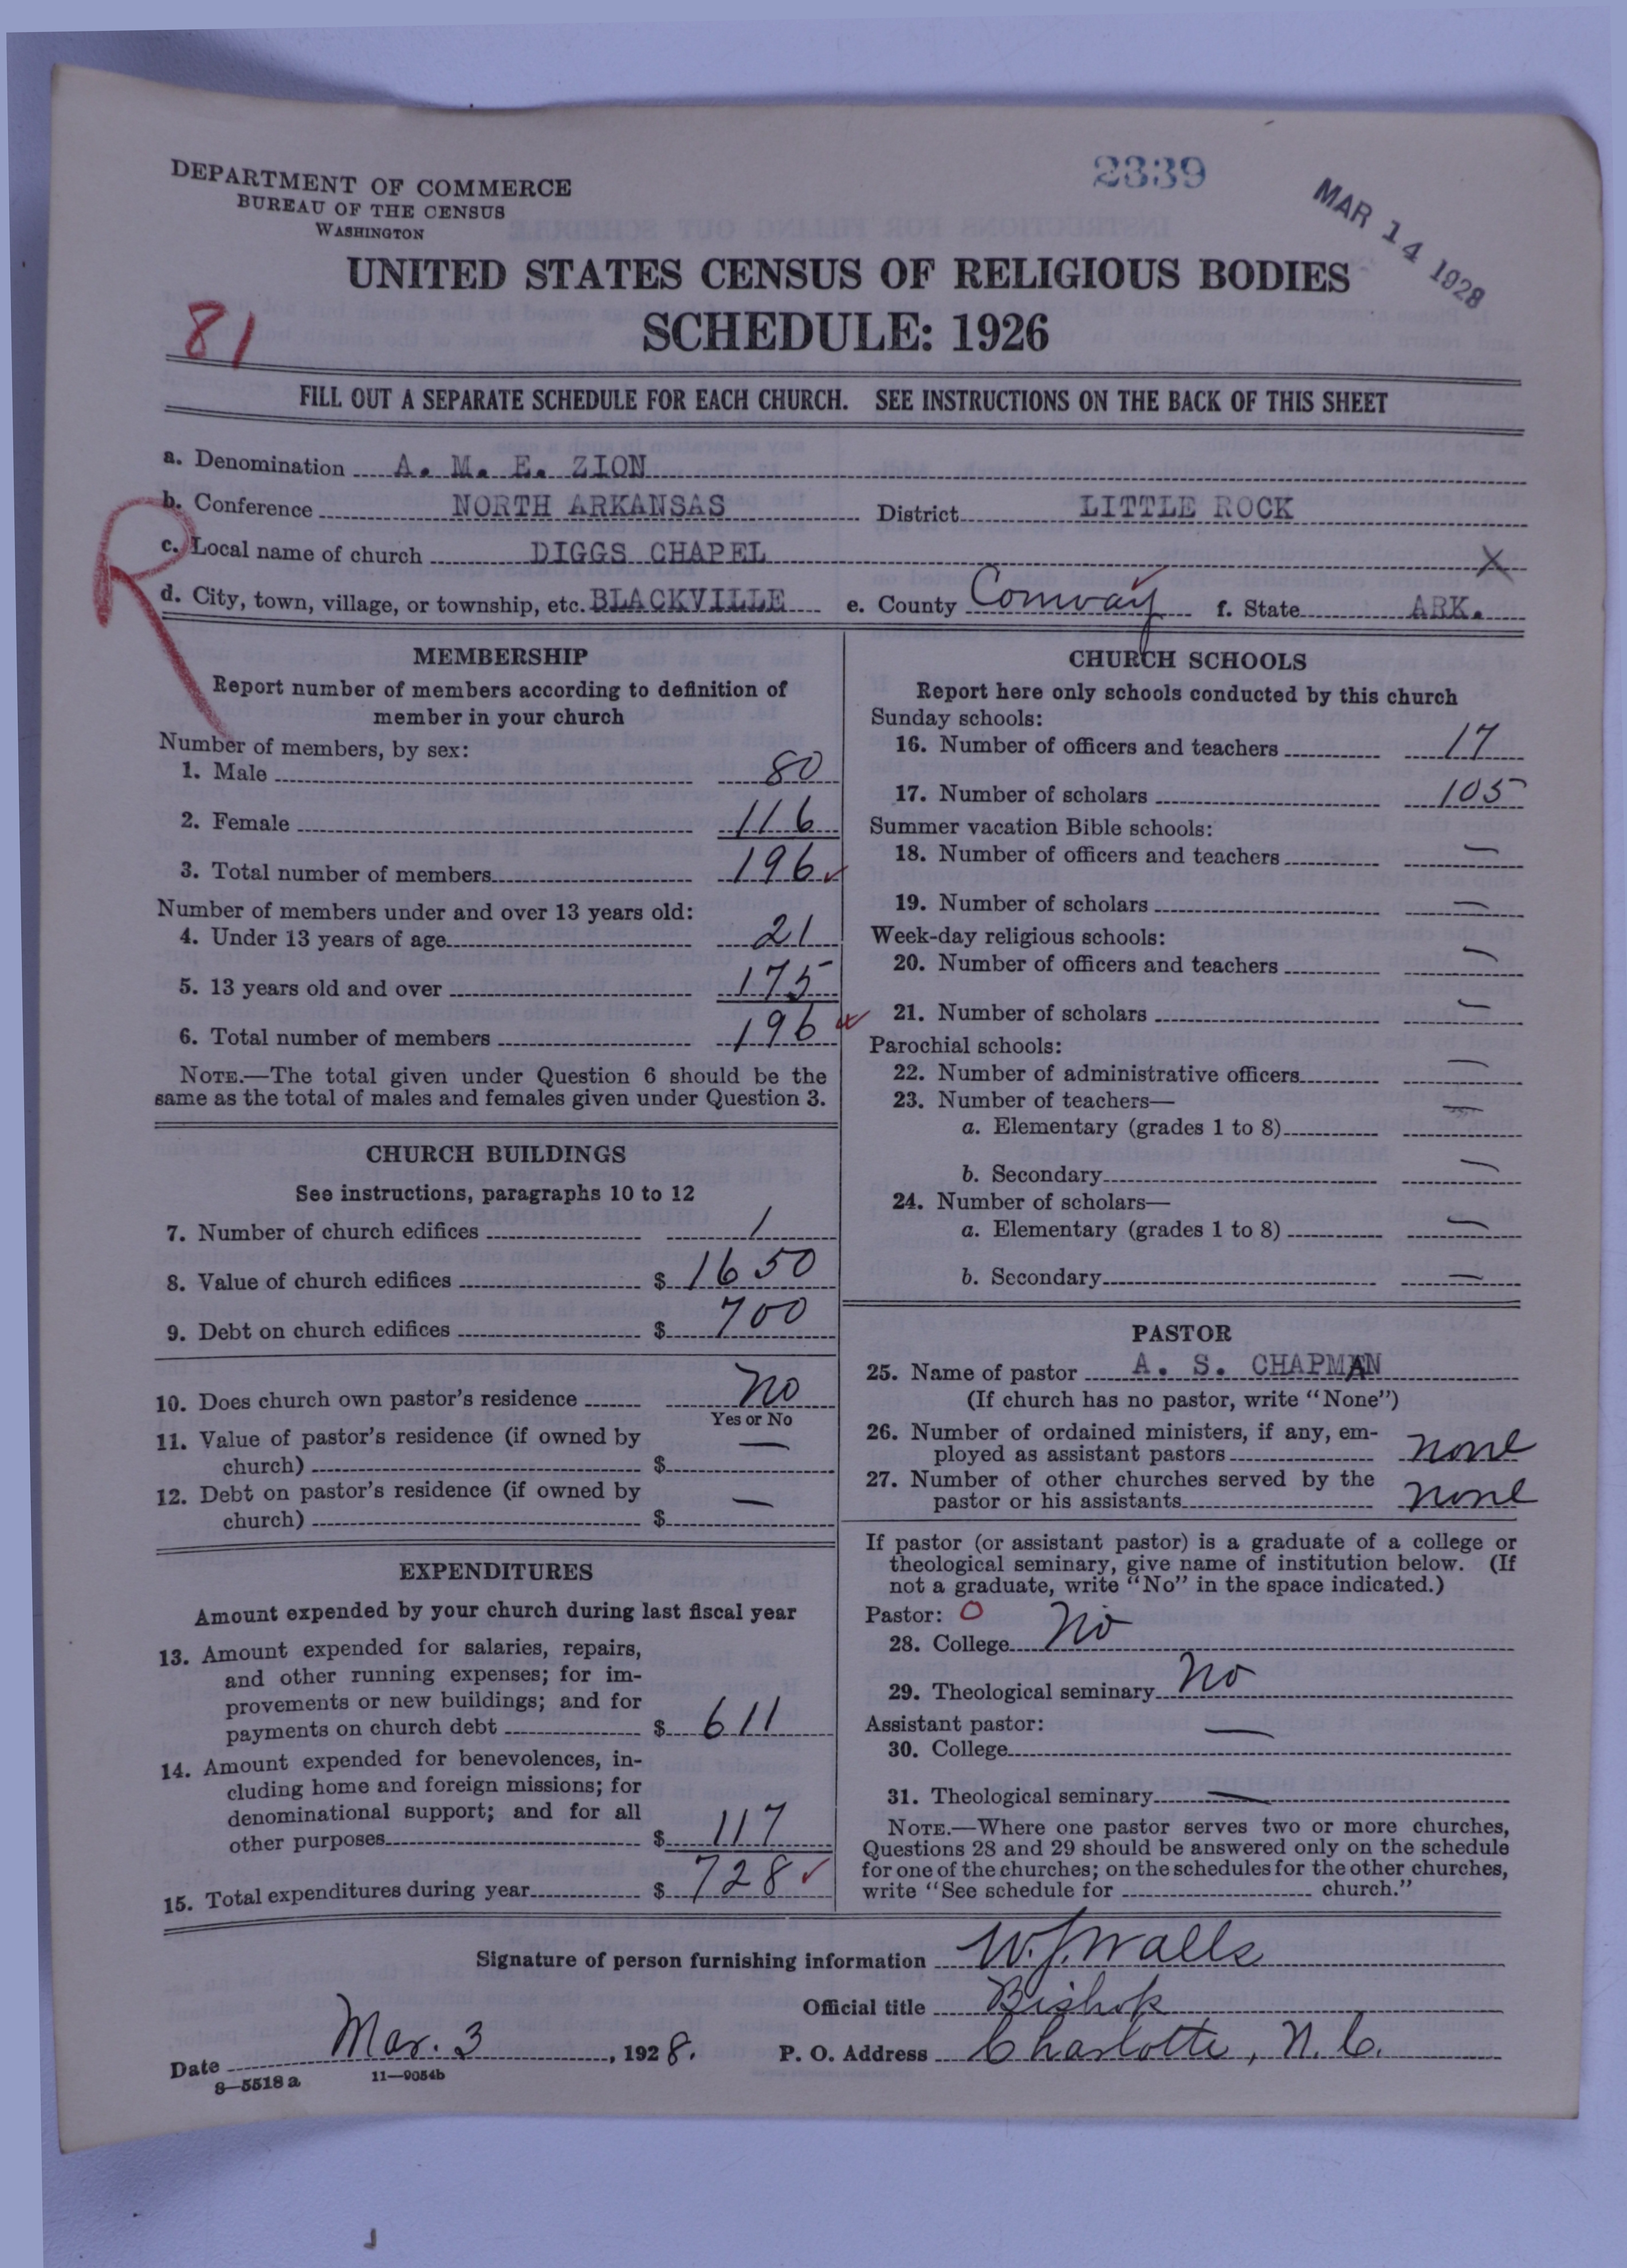 DEPARTMENT OF COMMERCE
BUREAU OF THE CENSUS
WASHINGTON
2339
MAR 14 1928
UNITED STATES CENSUS OF RELIGIOUS BODIES
81
SCHEDULE: 1926
FILL OUT A SEPARATE SCHEDULE FOR EACH CHURCH. SEE INSTRUCTIONS ON THE BACK OF THIS SHEET
a. Denomination A. M. E. ZION
b. Conference NORTH ARKANSAS District LITTLE ROCK
R
c. Local name of church DIGGS CHAPEL X
d. City, town, village, or township, etc. BLACKVILLE e. County Conway f. State ARK.
MEMBERSHIP
Report number of members according to definition of
member in your church
Number of members, by sex:
1. Male 80
2. Female 116
3. Total number of members 196 ✓
Number of members under and over 13 years old:
4. Under 13 years of age 21
5. 13 years old and over 175
6. Total number of members 196
NOTE.—The total given under Question 6 should be the
same as the total of males and females given under Question 3.
CHURCH BUILDINGS
See instructions, paragraphs 10 to 12
7. Number of church edifices 1
8. Value of church edifices $ 1650
9. Debt on church edifices $ 700
10. Does church own pastor's residence No
Yes or No
11. Value of pastor's residence (if owned by —
church) $
12. Debt on pastor's residence (if owned by —
church) $
EXPENDITURES
Amount expended by your church during last fiscal year
13. Amount expended for salaries, repairs,
and other running expenses; for im-
provements or new buildings; and for
payments on church debt $ 611
14. Amount expended for benevolences, in-
cluding home and foreign missions; for
denominational support; and for all
other purposes $ 117
15. Total expenditures during year $ 728 ✓
CHURCH SCHOOLS
Report here only schools conducted by this church
Sunday schools:
16. Number of officers and teachers 17
17. Number of scholars 105
Summer vacation Bible schools:
18. Number of officers and teachers —
19. Number of scholars —
Week-day religious schools:
20. Number of officers and teachers —
21. Number of scholars —
Parochial schools:
22. Number of administrative officers —
23. Number of teachers— —
a. Elementary (grades 1 to 8)
b. Secondary —
24. Number of scholars—
a. Elementary (grades 1 to 8) —
b. Secondary —
PASTOR
25. Name of pastor A. S. CHAPMAN
(If church has no pastor, write "None")
26. Number of ordained ministers, if any, em-
ployed as assistant pastors none
27. Number of other churches served by the
pastor or his assistants none
If pastor (or assistant pastor) is a graduate of a college or
theological seminary, give name of institution below. (If
not a graduate, write "No" in the space indicated.)
Pastor: O
28. College No
29. Theological seminary No
Assistant pastor: —
30. College
31. Theological seminary —
NOTE.—Where one pastor serves two or more churches,
Questions 28 and 29 should be answered only on the schedule
for one of the churches; on the schedules for the other churches,
write "See schedule for church."
Signature of person furnishing information W. J. Walls
Official title Bishop
Date Mar. 3, 1928. P. O. Address Charlotte, N. C.
8—5518 a 11—9054b